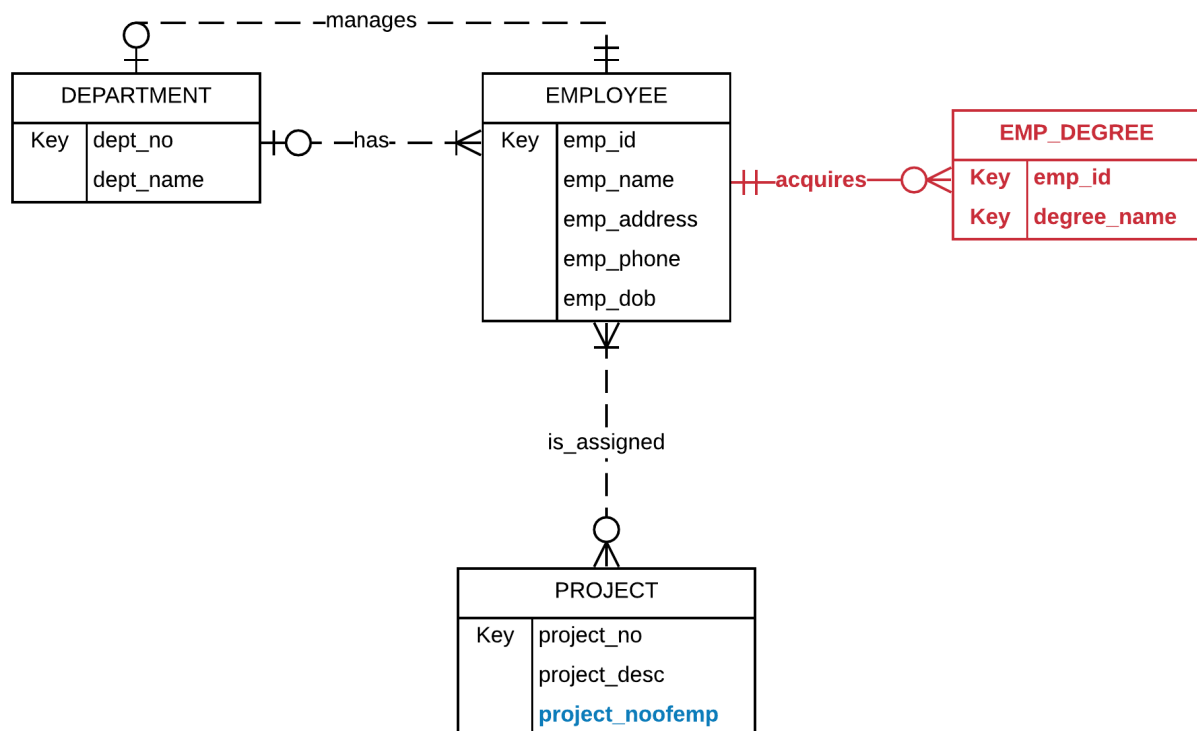 manages
DEPARTMENT
Key dept_no
dept_name
has
EMPLOYEE
Key emp_id
emp_name
emp_address
emp_phone
emp_dob
acquires
EMP_DEGREE
Key emp_id
Key degree_name
is_assigned
PROJECT
Key project_no
project_desc
project_noofemp